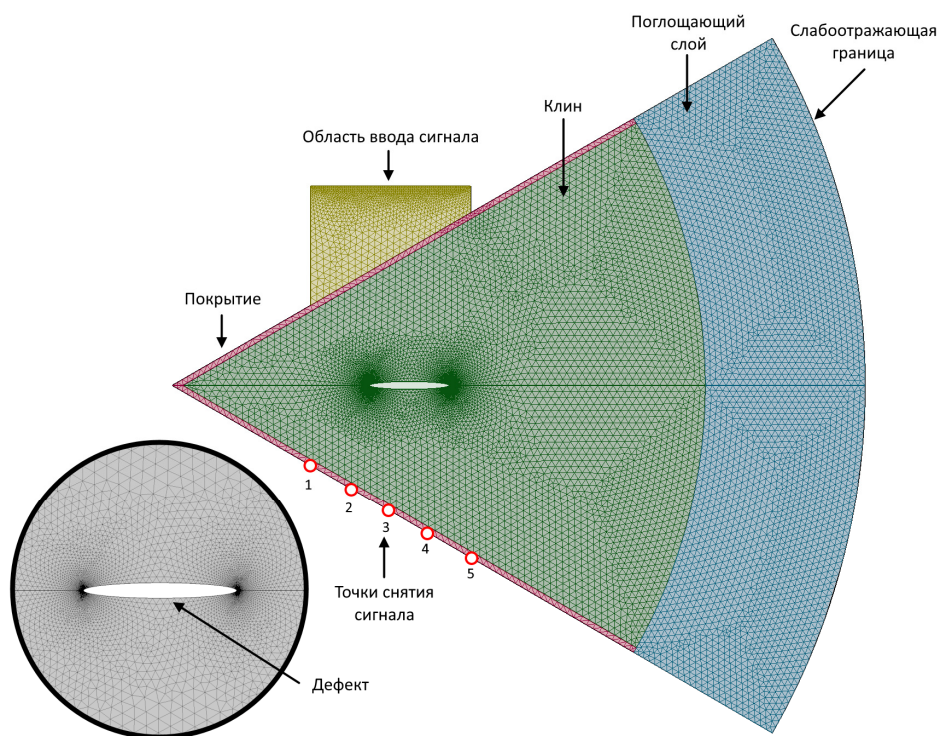 Поглощающий
слой
Слабоотражающая
граница
Клин
Область ввода сигнала
Покрытие
1
2
3
4
5
Точки снятия
сигнала
Дефект